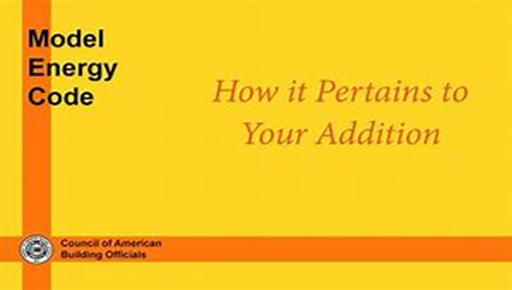 Model
Energy
Code
How it Pertains to
Your Addition
Council of American
Building Officials